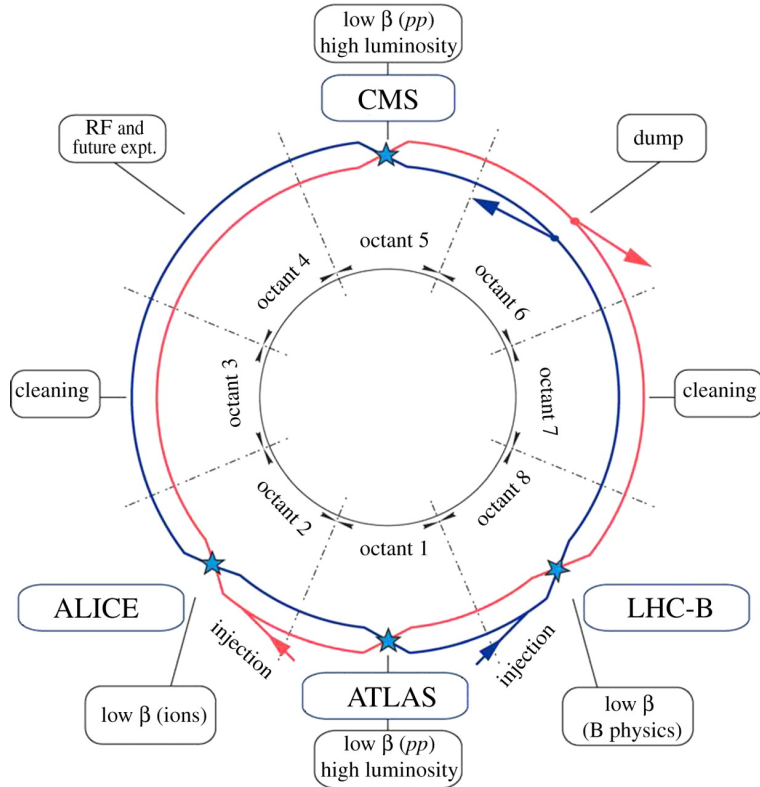 low β (pp)
high luminosity
CMS
RF and
future expt.
dump
octant 5
octant 4
octant 6
cleaning
octant 3
octant 7
cleaning
octant 2
octant 8
octant 1
ALICE
LHC-B
injection
injection
ATLAS
low β (ions)
low β
(B physics)
low β (pp)
high luminosity